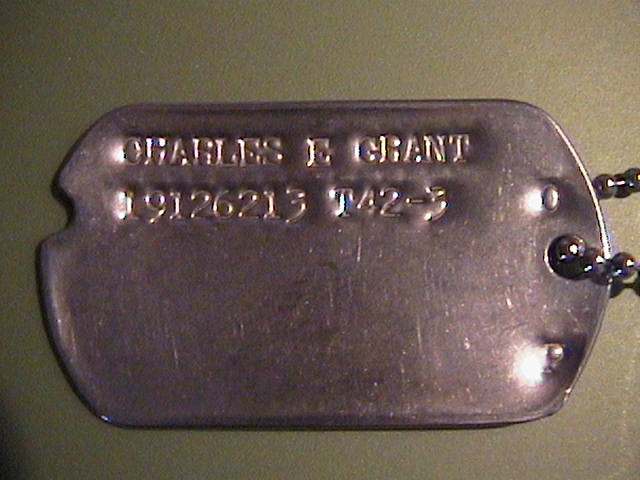 CHARLES E GRANT
19126213 T42-3 O
P